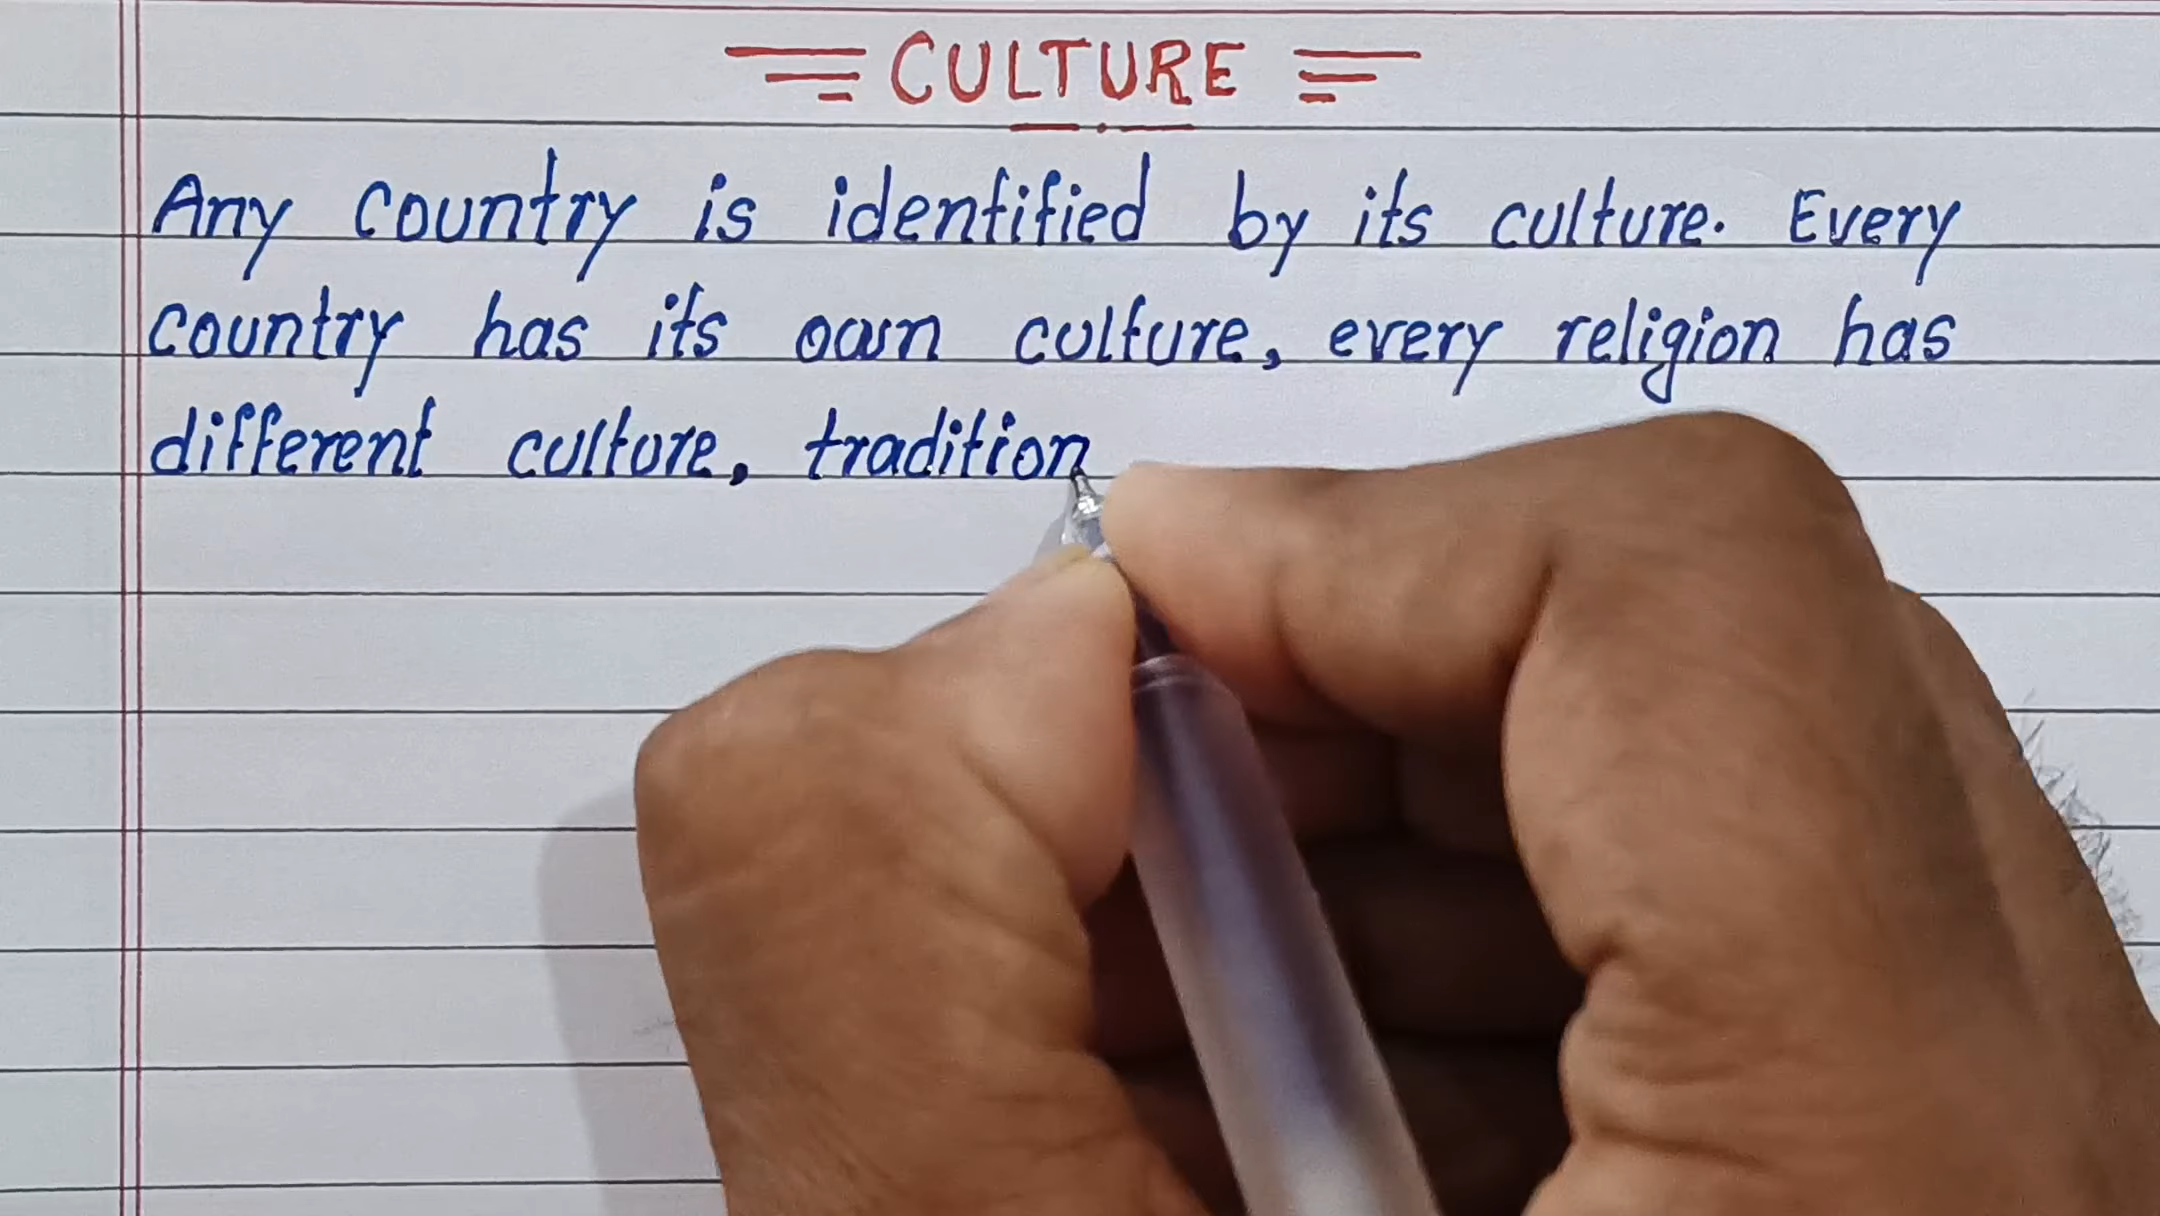 CULTURE
Any country is identified by its culture. Every
country has its own culture, every religion has
different culture, tradition